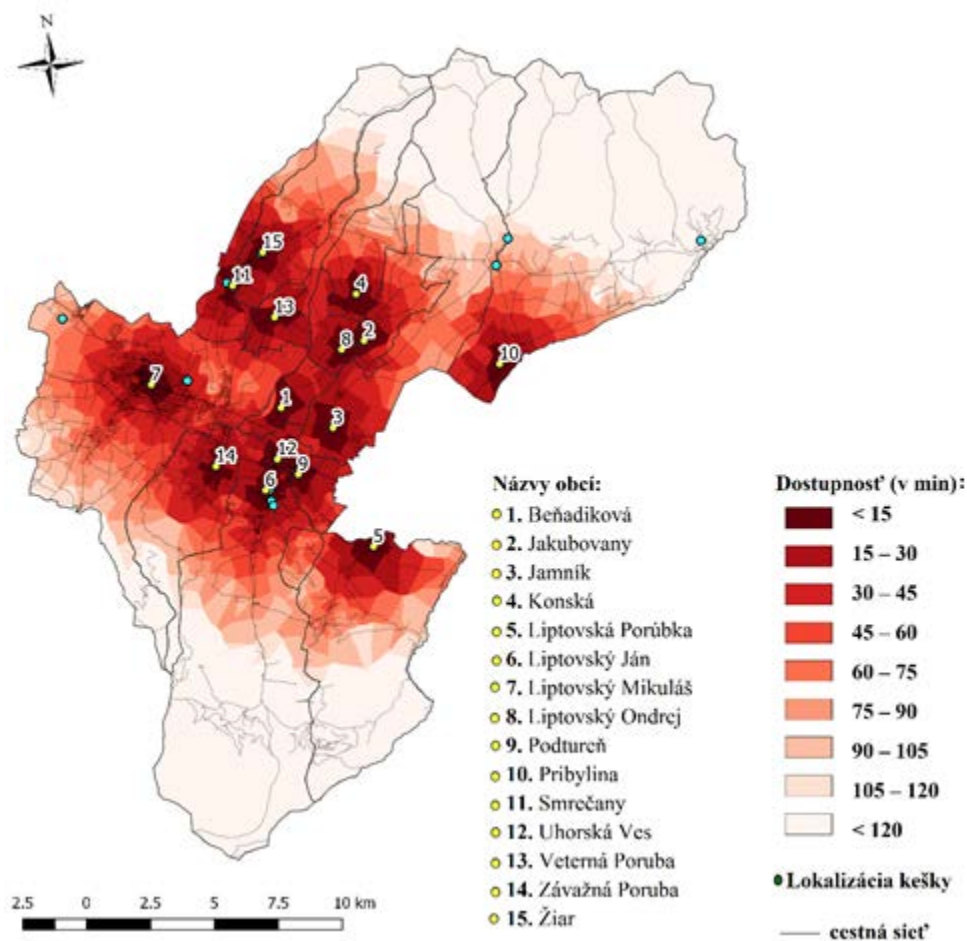 N
15
11
4
13
2
8
10
7
1
3
12
14
9
6
5
Názvy obcí:
1. Beňadiková
2. Jakubovany
3. Jamník
4. Konská
5. Liptovská Porúbka
6. Liptovský Ján
7. Liptovský Mikuláš
8. Liptovský Ondrej
9. Podtureň
10. Pribylina
11. Smrečany
12. Uhorská Ves
13. Veterná Poruba
14. Závažná Poruba
15. Žiar
Dostupnosť (v min):
< 15
15 – 30
30 – 45
45 – 60
60 – 75
75 – 90
90 – 105
105 – 120
< 120
Lokalizácia kešky
cestná sieť
2.5 0 2.5 5 7.5 10 km